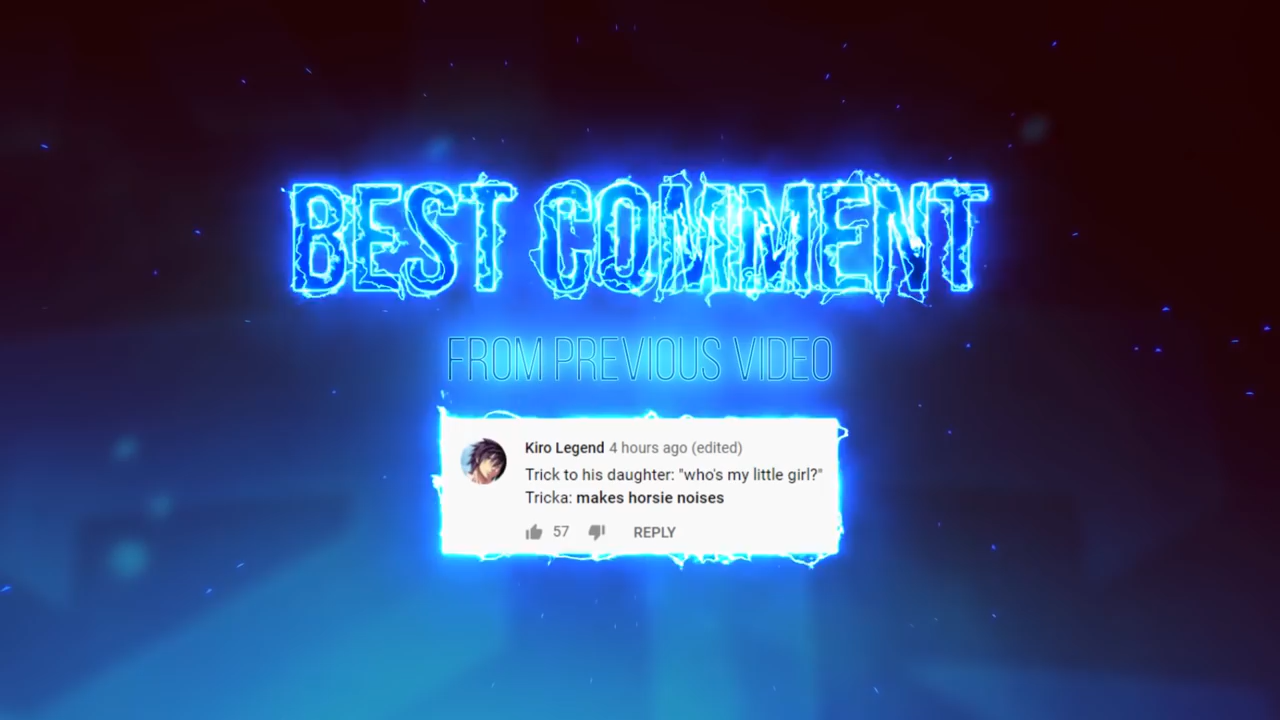 BEST COMMENT
FROM PREVIOUS VIDEO
Kiro Legend 4 hours ago (edited)
Trick to his daughter: "who's my little girl?"
Tricka: makes horsie noises
57 REPLY